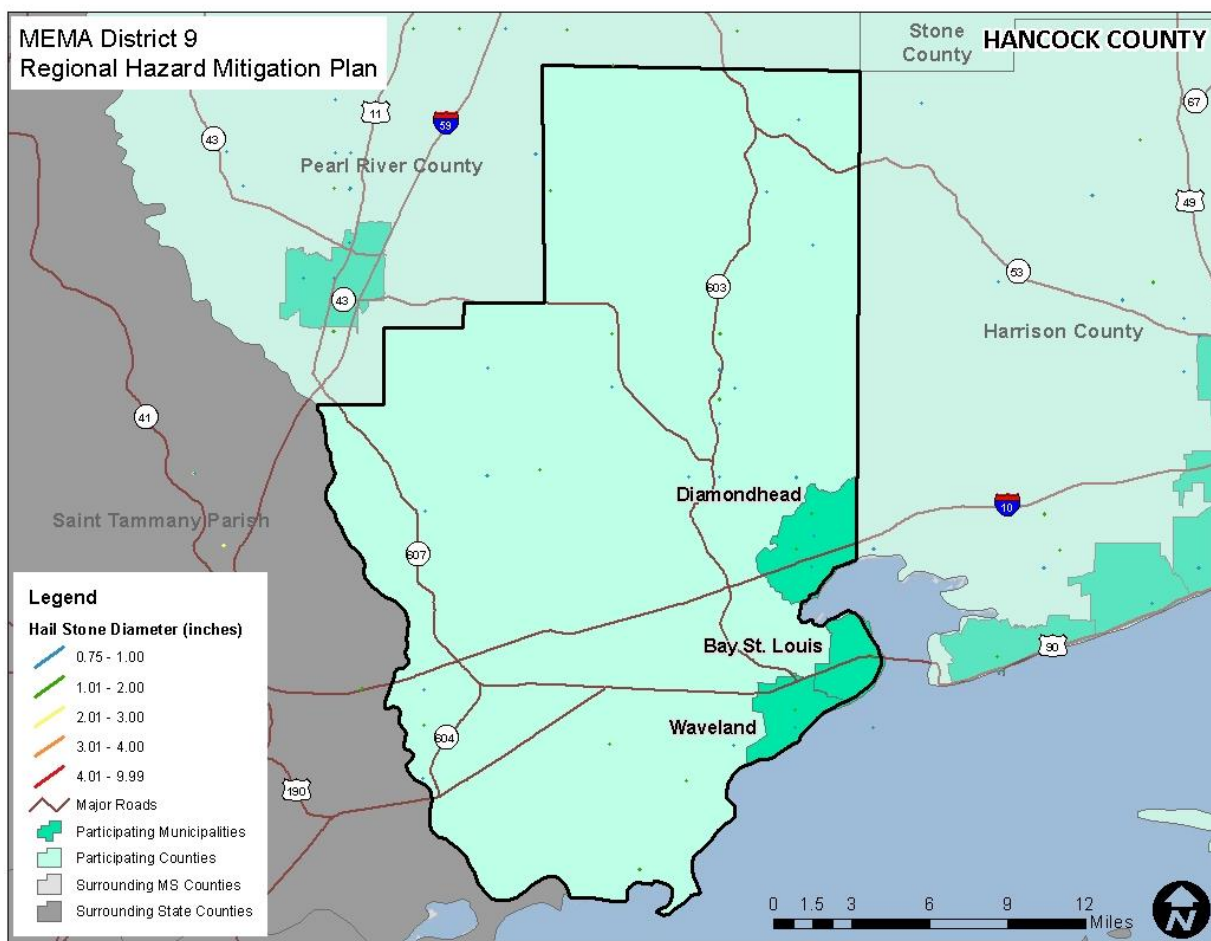 MEMA District 9
Regional Hazard Mitigation Plan
HANCOCK COUNTY
Stone
County
11
59
43
67
Pearl River County
49
603
53
43
Harrison County
41
Diamondhead
10
Saint Tammany Parish
607
Bay St. Louis
90
Waveland
604
190
Legend
Hail Stone Diameter (inches)
0.75 - 1.00
1.01 - 2.00
2.01 - 3.00
3.01 - 4.00
4.01 - 9.99
Major Roads
Participating Municipalities
Participating Counties
Surrounding MS Counties
Surrounding State Counties
0 1.5 3 6 9 12
Miles
N